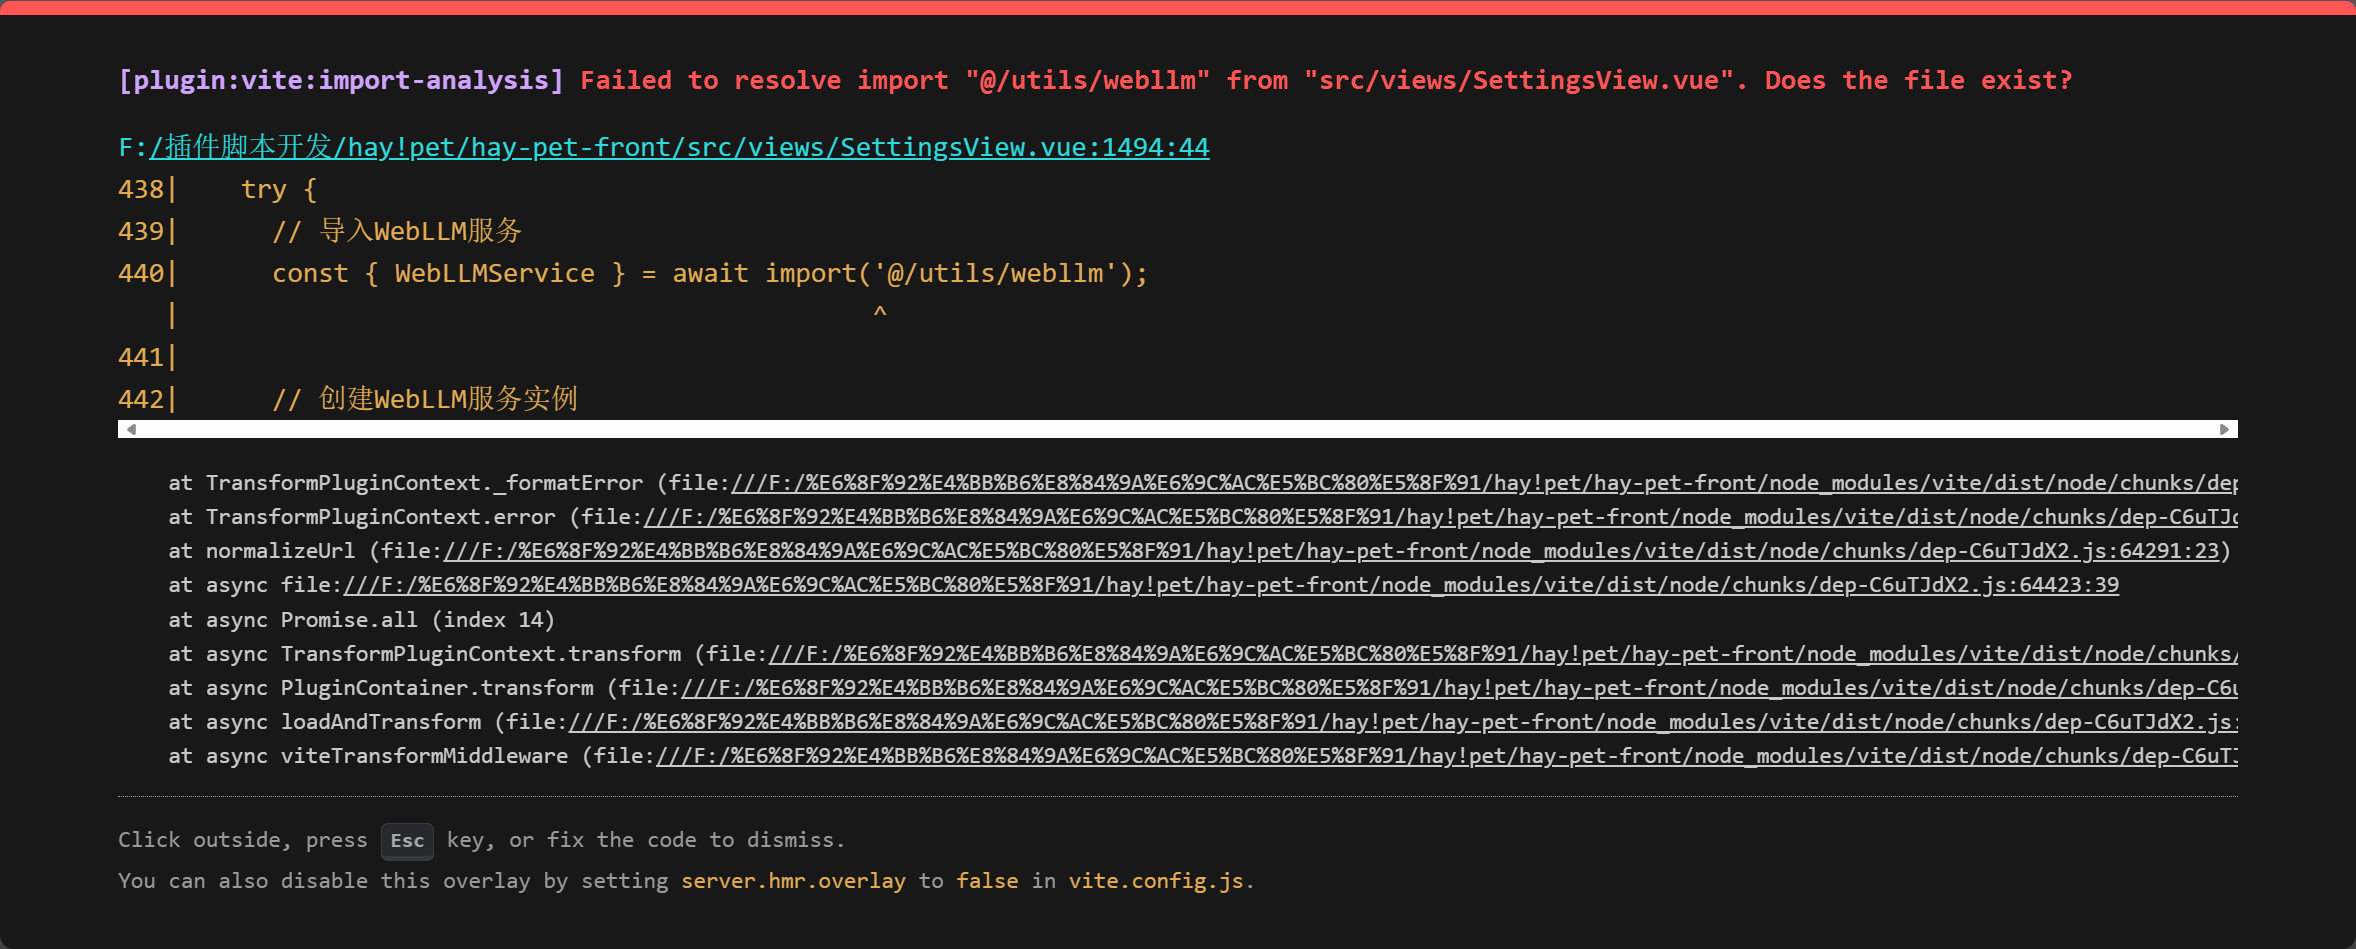 [plugin:vite:import-analysis] Failed to resolve import "@/utils/webllm" from "src/views/SettingsView.vue". Does the file exist?
F:/插件脚本开发/hay!pet/hay-pet-front/src/views/SettingsView.vue:1494:44
438|    try {
439|      // 导入WebLLM服务
440|      const { WebLLMService } = await import('@/utils/webllm');
   |                                             ^
441|
442|      // 创建WebLLM服务实例
at TransformPluginContext._formatError (file:///F:/%E6%8F%92%E4%BB%B6%E8%84%9A%E6%9C%AC%E5%BC%80%E5%8F%91/hay!pet/hay-pet-front/node_modules/vite/dist/node/chunks/dep
at TransformPluginContext.error (file:///F:/%E6%8F%92%E4%BB%B6%E8%84%9A%E6%9C%AC%E5%BC%80%E5%8F%91/hay!pet/hay-pet-front/node_modules/vite/dist/node/chunks/dep-C6uTJd
at normalizeUrl (file:///F:/%E6%8F%92%E4%BB%B6%E8%84%9A%E6%9C%AC%E5%BC%80%E5%8F%91/hay!pet/hay-pet-front/node_modules/vite/dist/node/chunks/dep-C6uTJdX2.js:64291:23)
at async file:///F:/%E6%8F%92%E4%BB%B6%E8%84%9A%E6%9C%AC%E5%BC%80%E5%8F%91/hay!pet/hay-pet-front/node_modules/vite/dist/node/chunks/dep-C6uTJdX2.js:64423:39
at async Promise.all (index 14)
at async TransformPluginContext.transform (file:///F:/%E6%8F%92%E4%BB%B6%E8%84%9A%E6%9C%AC%E5%BC%80%E5%8F%91/hay!pet/hay-pet-front/node_modules/vite/dist/node/chunks/
at async PluginContainer.transform (file:///F:/%E6%8F%92%E4%BB%B6%E8%84%9A%E6%9C%AC%E5%BC%80%E5%8F%91/hay!pet/hay-pet-front/node_modules/vite/dist/node/chunks/dep-C6u
at async loadAndTransform (file:///F:/%E6%8F%92%E4%BB%B6%E8%84%9A%E6%9C%AC%E5%BC%80%E5%8F%91/hay!pet/hay-pet-front/node_modules/vite/dist/node/chunks/dep-C6uTJdX2.js:
at async viteTransformMiddleware (file:///F:/%E6%8F%92%E4%BB%B6%E8%84%9A%E6%9C%AC%E5%BC%80%E5%8F%91/hay!pet/hay-pet-front/node_modules/vite/dist/node/chunks/dep-C6uTJ
Click outside, press Esc key, or fix the code to dismiss.
You can also disable this overlay by setting server.hmr.overlay to false in vite.config.js.